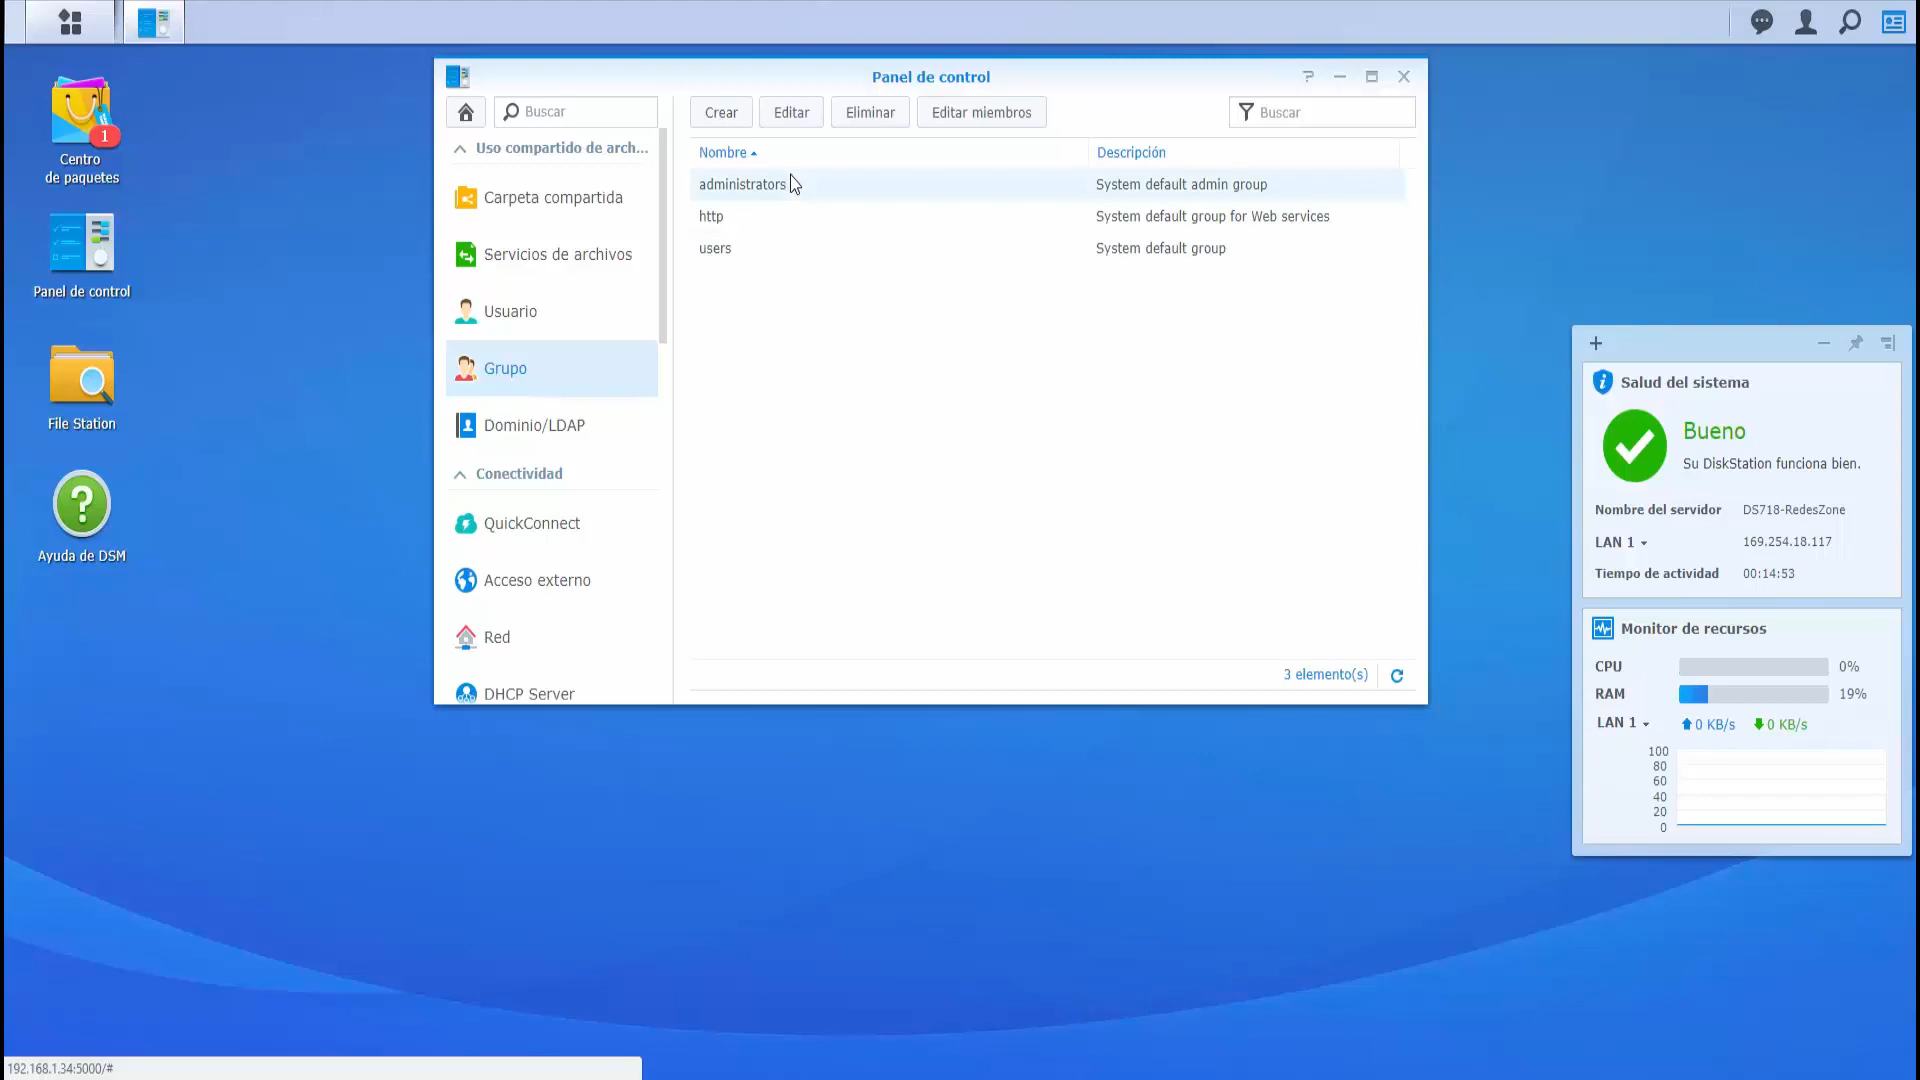 1
Centro
de paquetes
Panel de control
File Station
Ayuda de DSM
Panel de control
Buscar
Crear
Editar
Eliminar
Editar miembros
Buscar
Uso compartido de arch...
Carpeta compartida
Servicios de archivos
Usuario
Grupo
Dominio/LDAP
Conectividad
QuickConnect
Acceso externo
Red
DHCP Server
Nombre
Descripción
administrators
System default admin group
http
System default group for Web services
users
System default group
3 elemento(s)
Salud del sistema
Bueno
Su DiskStation funciona bien.
Nombre del servidor
DS718-RedesZone
LAN 1
169.254.18.117
Tiempo de actividad
00:14:53
Monitor de recursos
CPU
0%
RAM
19%
LAN 1
0 KB/s
0 KB/s
100
80
60
40
20
0
192.168.1.34:5000/#